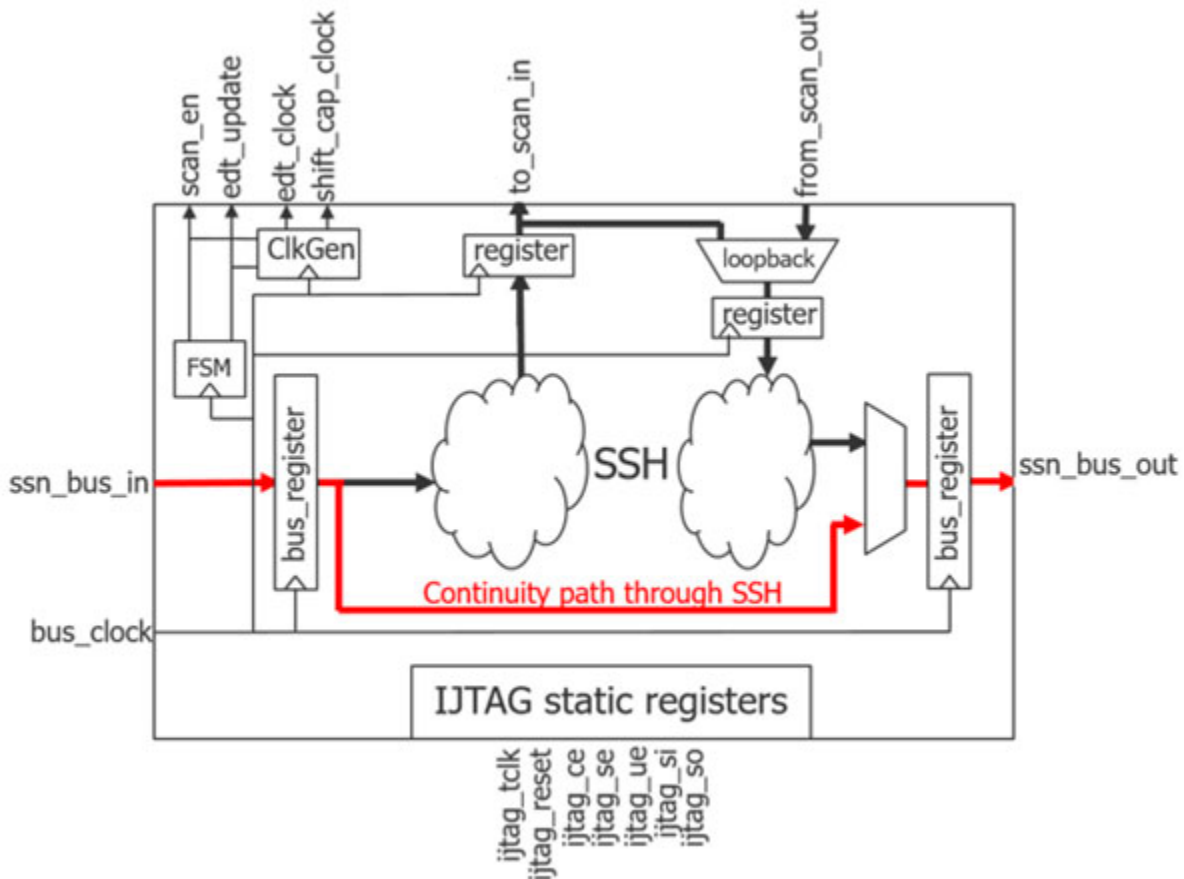 scan_en
edt_update
edt_clock
shift_cap_clock
to_scan_in
from_scan_out
ClkGen
register
loopback
register
FSM
bus_register
SSH
bus_register
ssn_bus_in
ssn_bus_out
Continuity path through SSH
bus_clock
IJTAG static registers
ijtag_tclk
ijtag_reset
ijtag_ce
ijtag_se
ijtag_ue
ijtag_si
ijtag_so